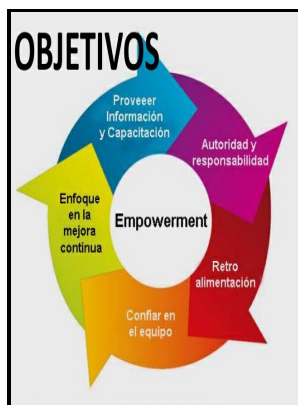 OBJETIVOS
Proveeer
Información
y Capacitación
Autoridad y
responsabilidad
Retro
alimentación
Confiar en
el equipo
Enfoque
en la
mejora
continua
Empowerment